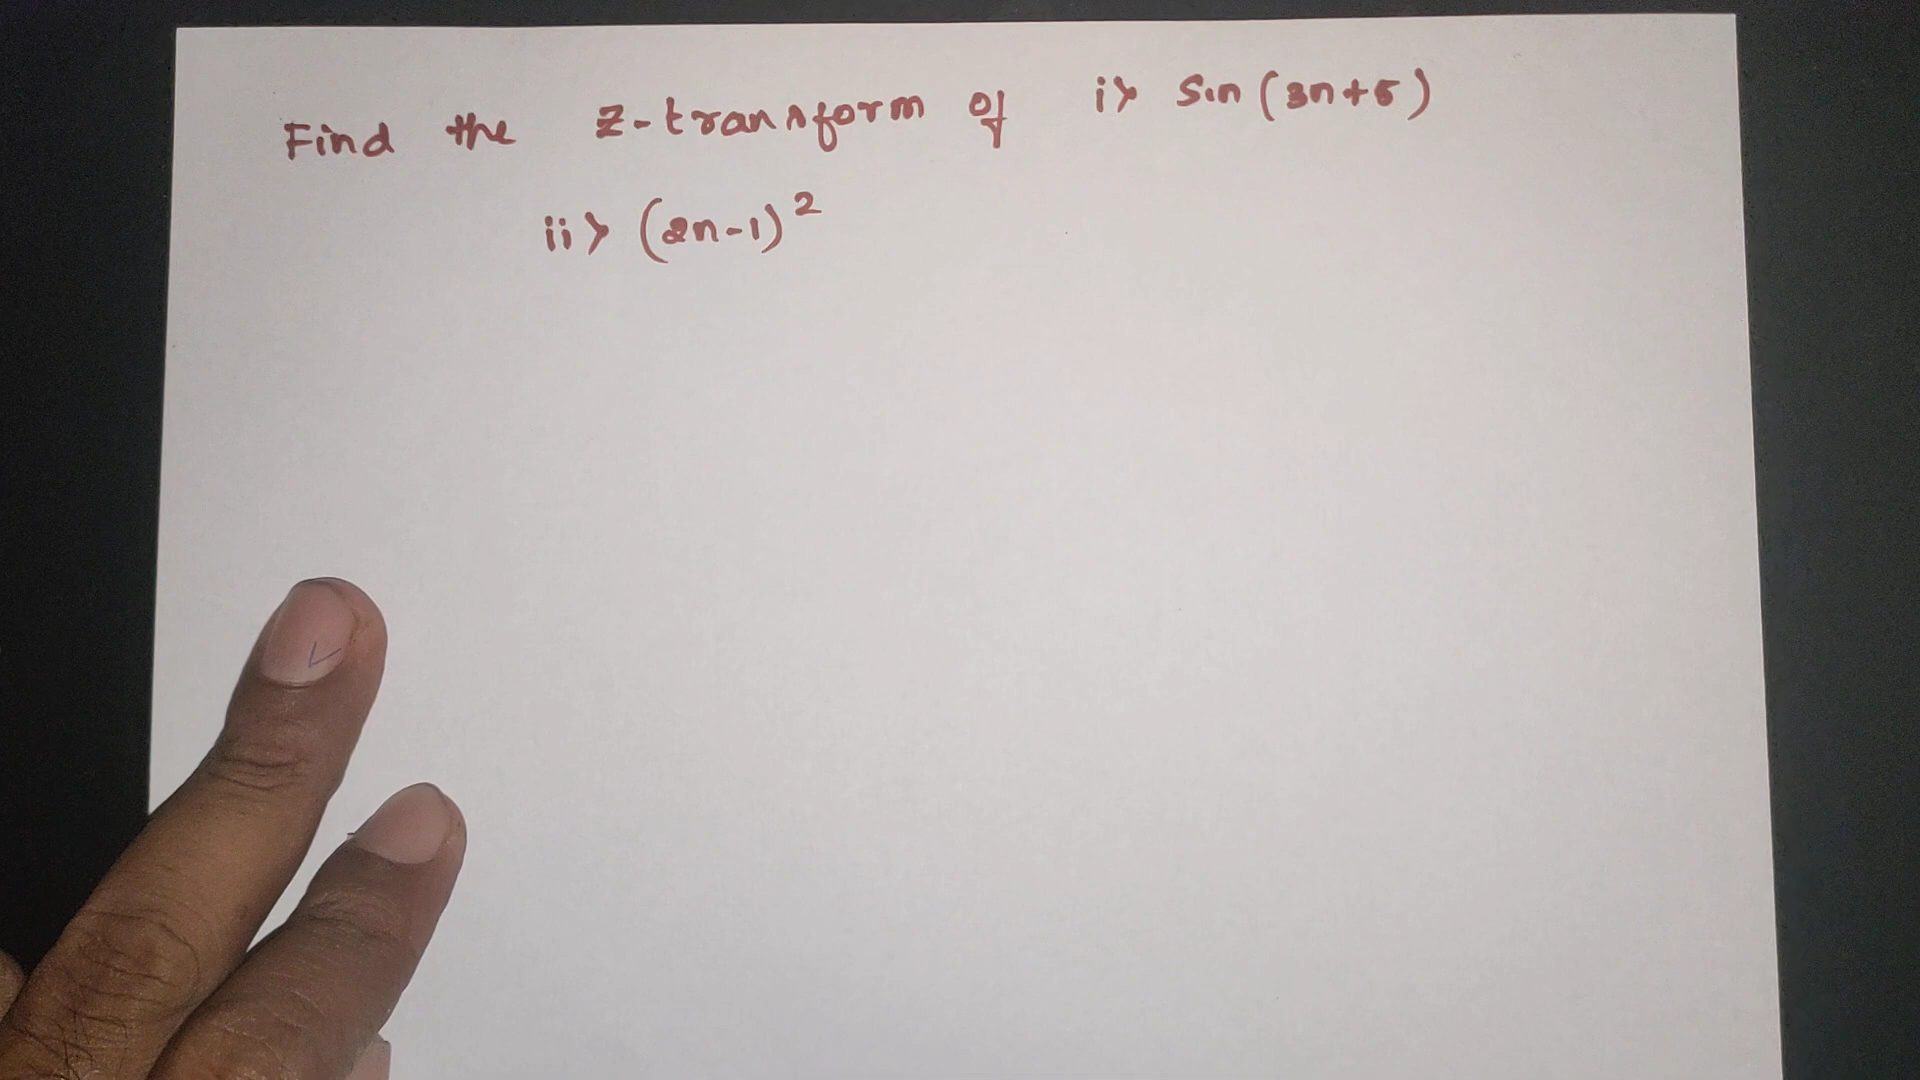 Find the z-transform of i> Sin (3n+5)
ii> (2n-1)²